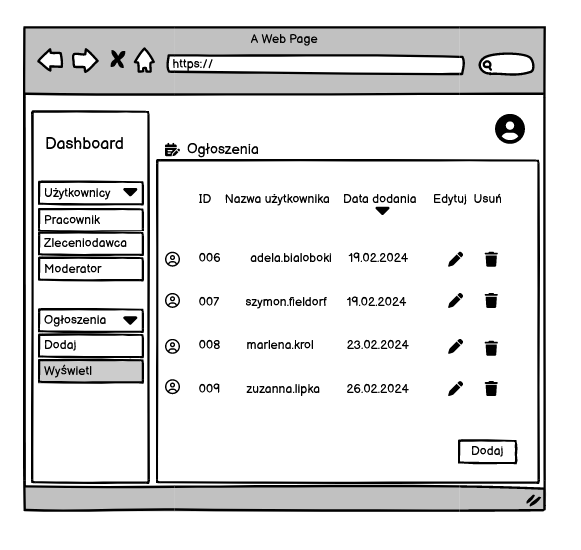 A Web Page
https://
Dashboard
Użytkownicy
Pracownik
Zleceniodawca
Moderator
Ogłoszenia
Dodaj
Wyświetl
Ogłoszenia
ID Nazwa użytkownika Data dodania Edytuj Usuń
006 adela.bialoboki 19.02.2024
007 szymon.fieldorf 19.02.2024
008 marlena.krol 23.02.2024
009 zuzanna.lipka 26.02.2024
Dodaj